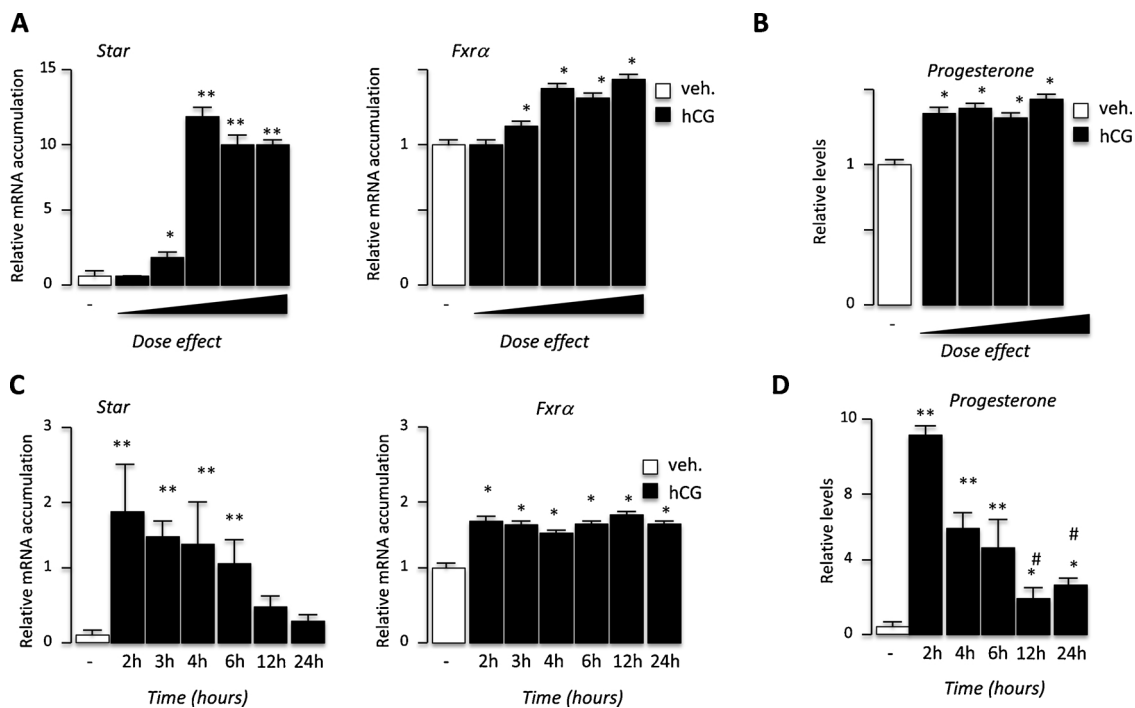 A
Star
Relative mRNA accumulation
15
10
5
0
*
**
**
**
-
Dose effect
Fxrα
Relative mRNA accumulation
1
0
*
*
*
*
veh.
hCG
-
Dose effect
B
Progesterone
Relative levels
1
0
*
*
*
*
veh.
hCG
-
Dose effect
C
Star
Relative mRNA accumulation
3
2
1
0
**
**
**
**
- 2h 3h 4h 6h 12h 24h
Time (hours)
Fxrα
Relative mRNA accumulation
3
2
1
0
*
*
*
*
*
*
veh.
hCG
- 2h 3h 4h 6h 12h 24h
Time (hours)
D
Progesterone
Relative levels
10
8
4
0
**
**
**
#
*
#
*
- 2h 4h 6h 12h 24h
Time (hours)